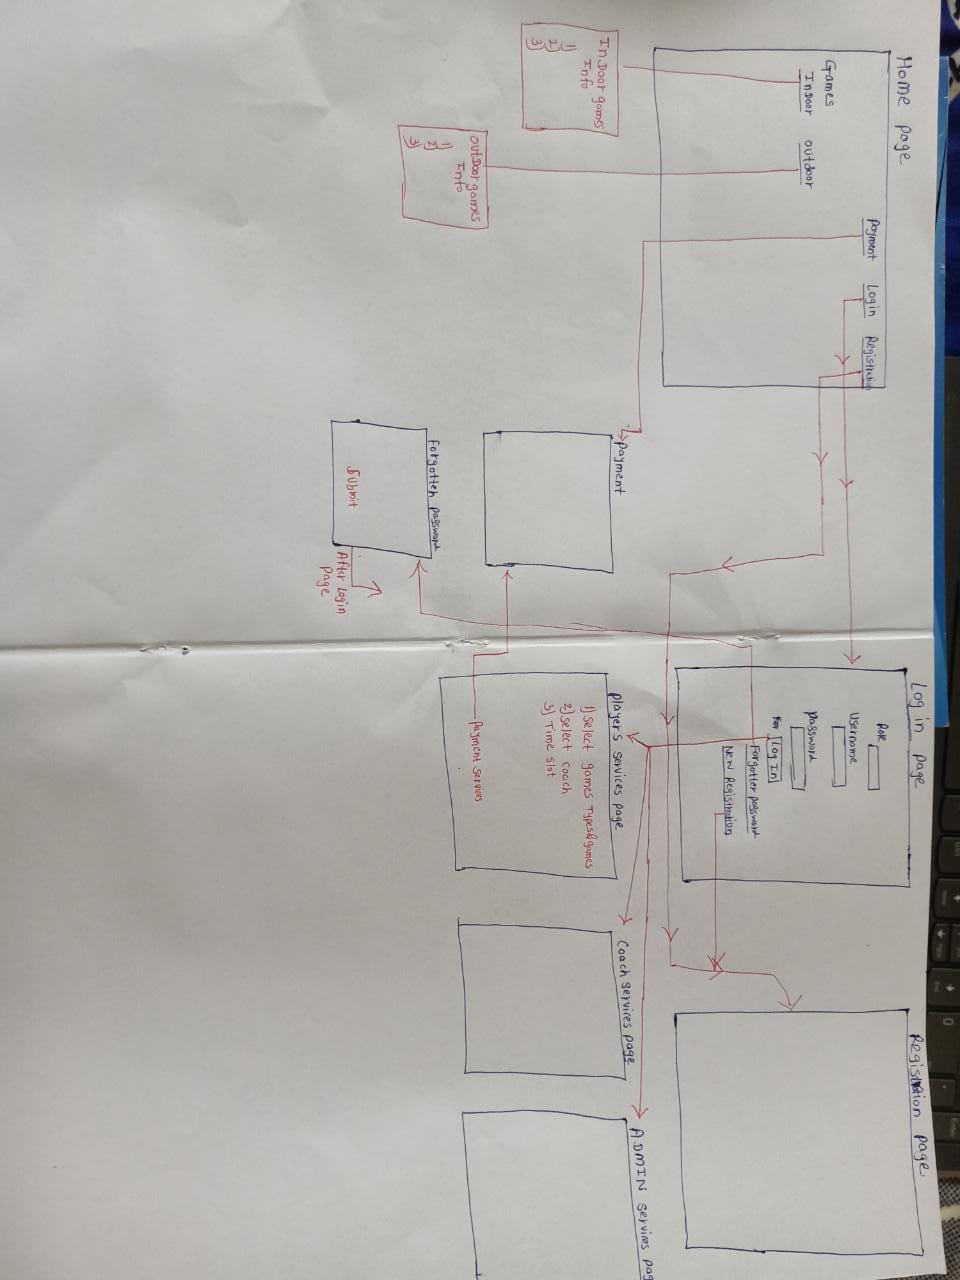 Home page
Games
Indoor outdoor
payment Login Registration
Indoor games
Info
1)
2)
3)
outdoor games
Info
1)
2)
3)
payment
Forgotten password
Submit
After Login
page
Log in page
Role
Username
password
For Log In
Forgotten password
New Registration
Registration page
player's services page
1) select games Types & games
2) select coach
3) Time slot
payment services
coach services page
ADMIN services pag